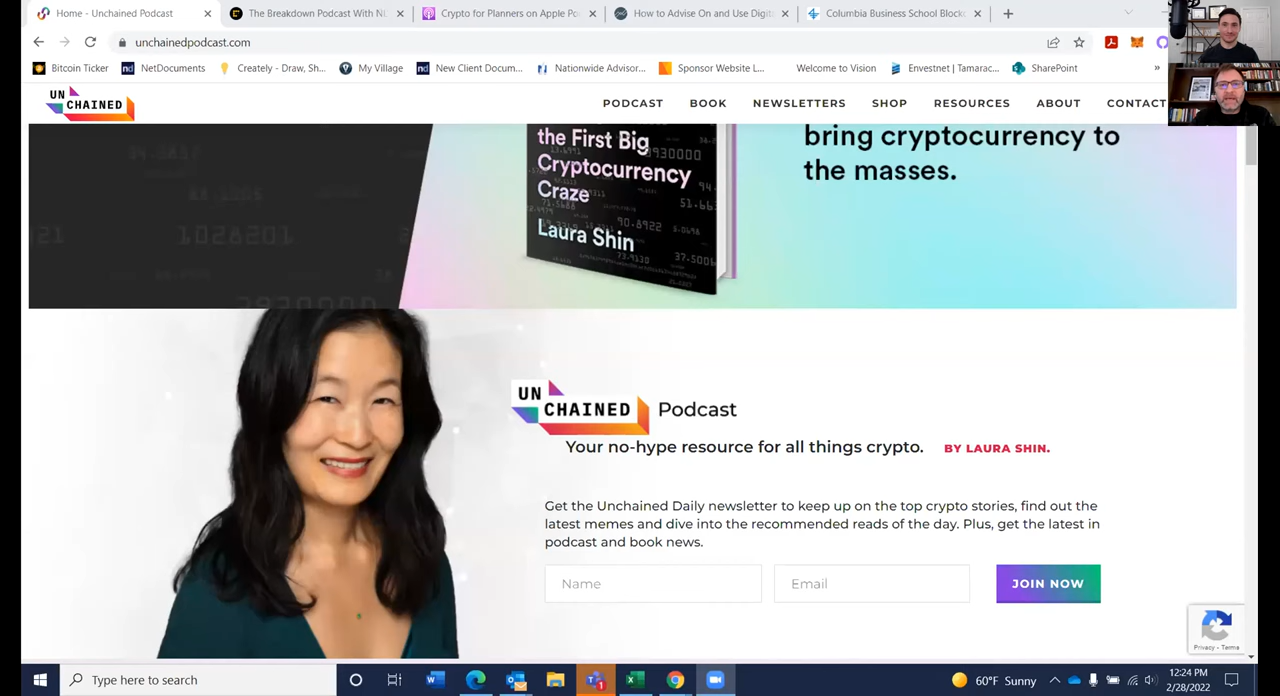 Home - Unchained Podcast
The Breakdown Podcast With NL
Crypto for Planners on Apple Po
How to Advise On and Use Digita
Columbia Business School Block
unchainedpodcast.com
Bitcoin Ticker
NetDocuments
Creately - Draw, Sh...
My Village
New Client Docum...
Nationwide Advisor...
Sponsor Website L...
Welcome to Vision
Envestnet | Tamarac...
SharePoint
»
UN
CHAINED
PODCAST
BOOK
NEWSLETTERS
SHOP
RESOURCES
ABOUT
CONTACT
the First Big
Cryptocurrency
Craze
Laura Shin
bring cryptocurrency to
the masses.
1028201
90.8922
UN
CHAINED
Podcast
Your no-hype resource for all things crypto.
BY LAURA SHIN.
Get the Unchained Daily newsletter to keep up on the top crypto stories, find out the
latest memes and dive into the recommended reads of the day. Plus, get the latest in
podcast and book news.
Name
Email
JOIN NOW
Privacy - Terms
Type here to search
60°F Sunny
12:24 PM
2/28/2022